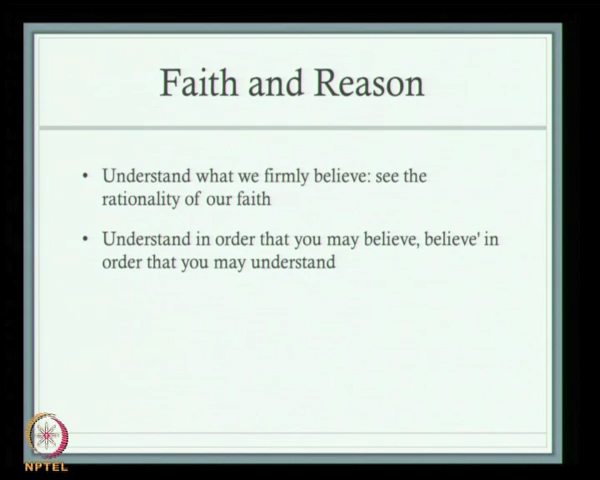 Faith and Reason
• Understand what we firmly believe: see the
rationality of our faith
• Understand in order that you may believe, believe' in
order that you may understand
NPTEL